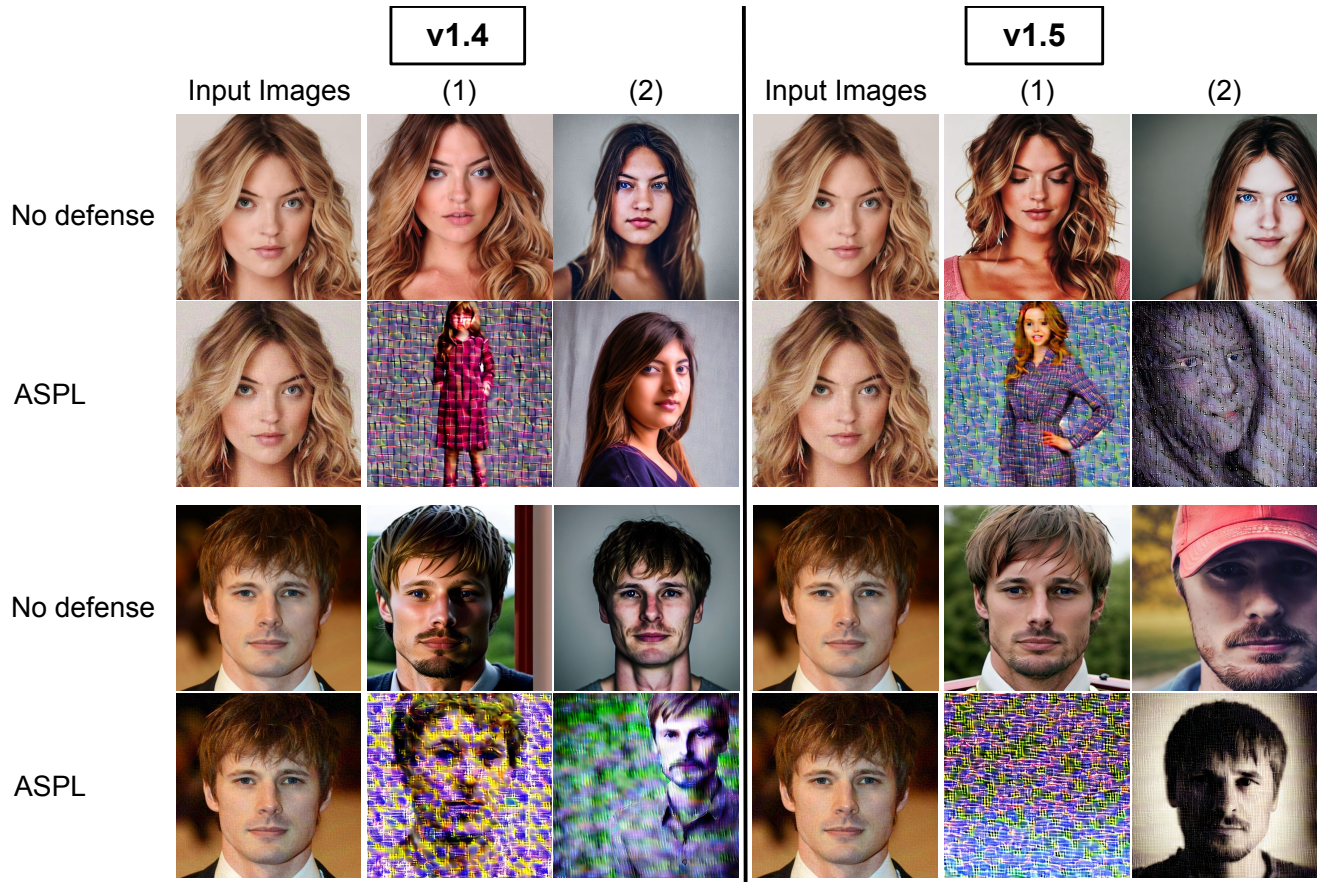 v1.4
v1.5
Input Images (1) (2) Input Images (1) (2)
No defense
ASPL
No defense
ASPL